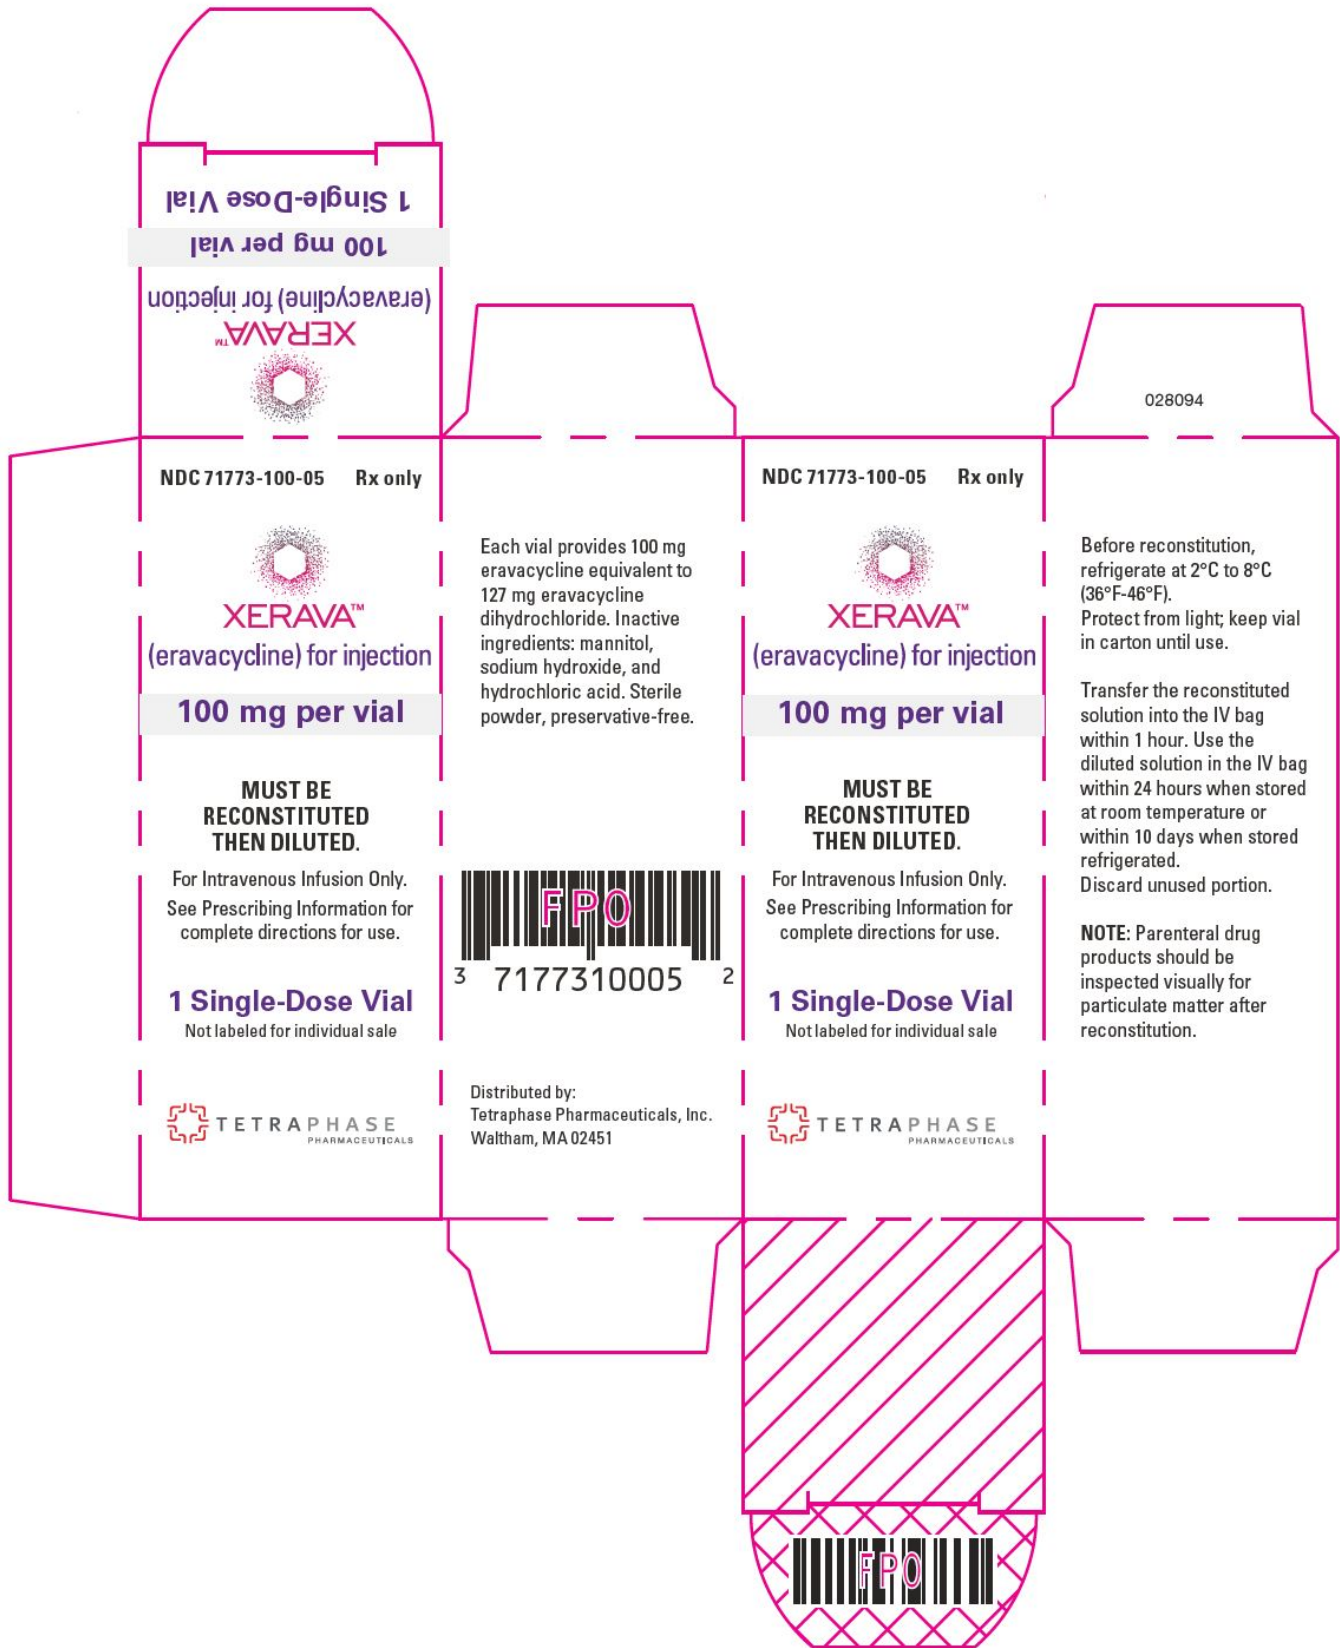 1 Single-Dose Vial
100 mg per vial
(eravacycline) for injection
XERAVA™
028094
NDC 71773-100-05 Rx only
XERAVA™
(eravacycline) for injection
100 mg per vial
MUST BE
RECONSTITUTED
THEN DILUTED.
For Intravenous Infusion Only.
See Prescribing Information for
complete directions for use.
1 Single-Dose Vial
Not labeled for individual sale
TETRAPHASE
PHARMACEUTICALS
Each vial provides 100 mg
eravacycline equivalent to
127 mg eravacycline
dihydrochloride. Inactive
ingredients: mannitol,
sodium hydroxide, and
hydrochloric acid. Sterile
powder, preservative-free.
FPO
3 7177310005 2
Distributed by:
Tetraphase Pharmaceuticals, Inc.
Waltham, MA 02451
NDC 71773-100-05 Rx only
XERAVA™
(eravacycline) for injection
100 mg per vial
MUST BE
RECONSTITUTED
THEN DILUTED.
For Intravenous Infusion Only.
See Prescribing Information for
complete directions for use.
1 Single-Dose Vial
Not labeled for individual sale
TETRAPHASE
PHARMACEUTICALS
Before reconstitution,
refrigerate at 2°C to 8°C
(36°F-46°F).
Protect from light; keep vial
in carton until use.
Transfer the reconstituted
solution into the IV bag
within 1 hour. Use the
diluted solution in the IV bag
within 24 hours when stored
at room temperature or
within 10 days when stored
refrigerated.
Discard unused portion.
NOTE: Parenteral drug
products should be
inspected visually for
particulate matter after
reconstitution.
FPO